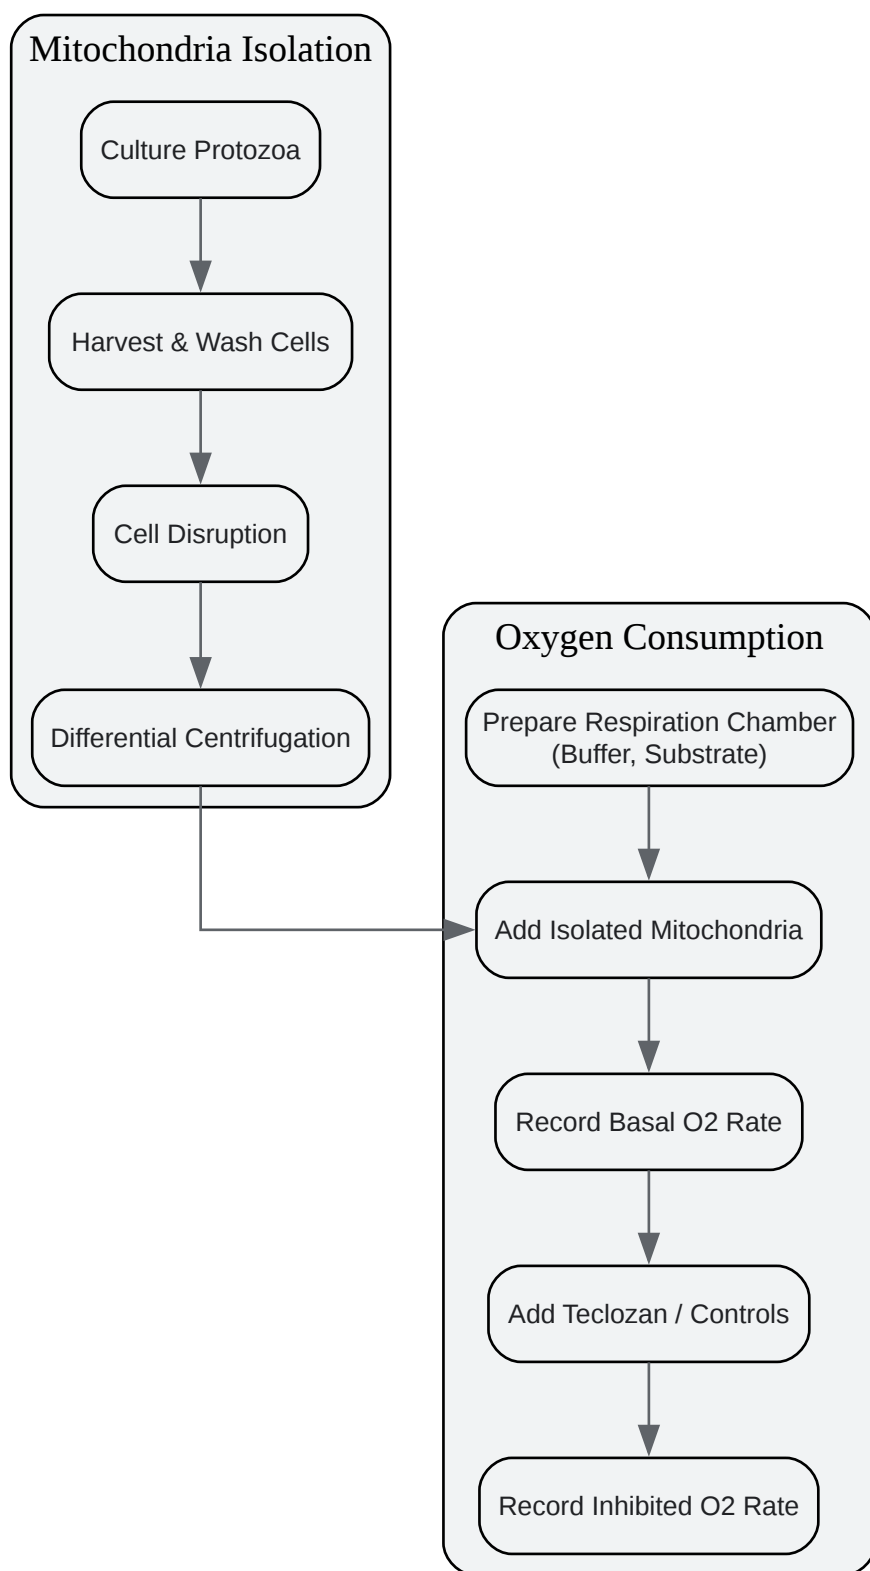 Mitochondria Isolation
Culture Protozoa
Harvest & Wash Cells
Cell Disruption
Differential Centrifugation
Oxygen Consumption
Prepare Respiration Chamber
(Buffer, Substrate)
Add Isolated Mitochondria
Record Basal O2 Rate
Add Teclozan / Controls
Record Inhibited O2 Rate